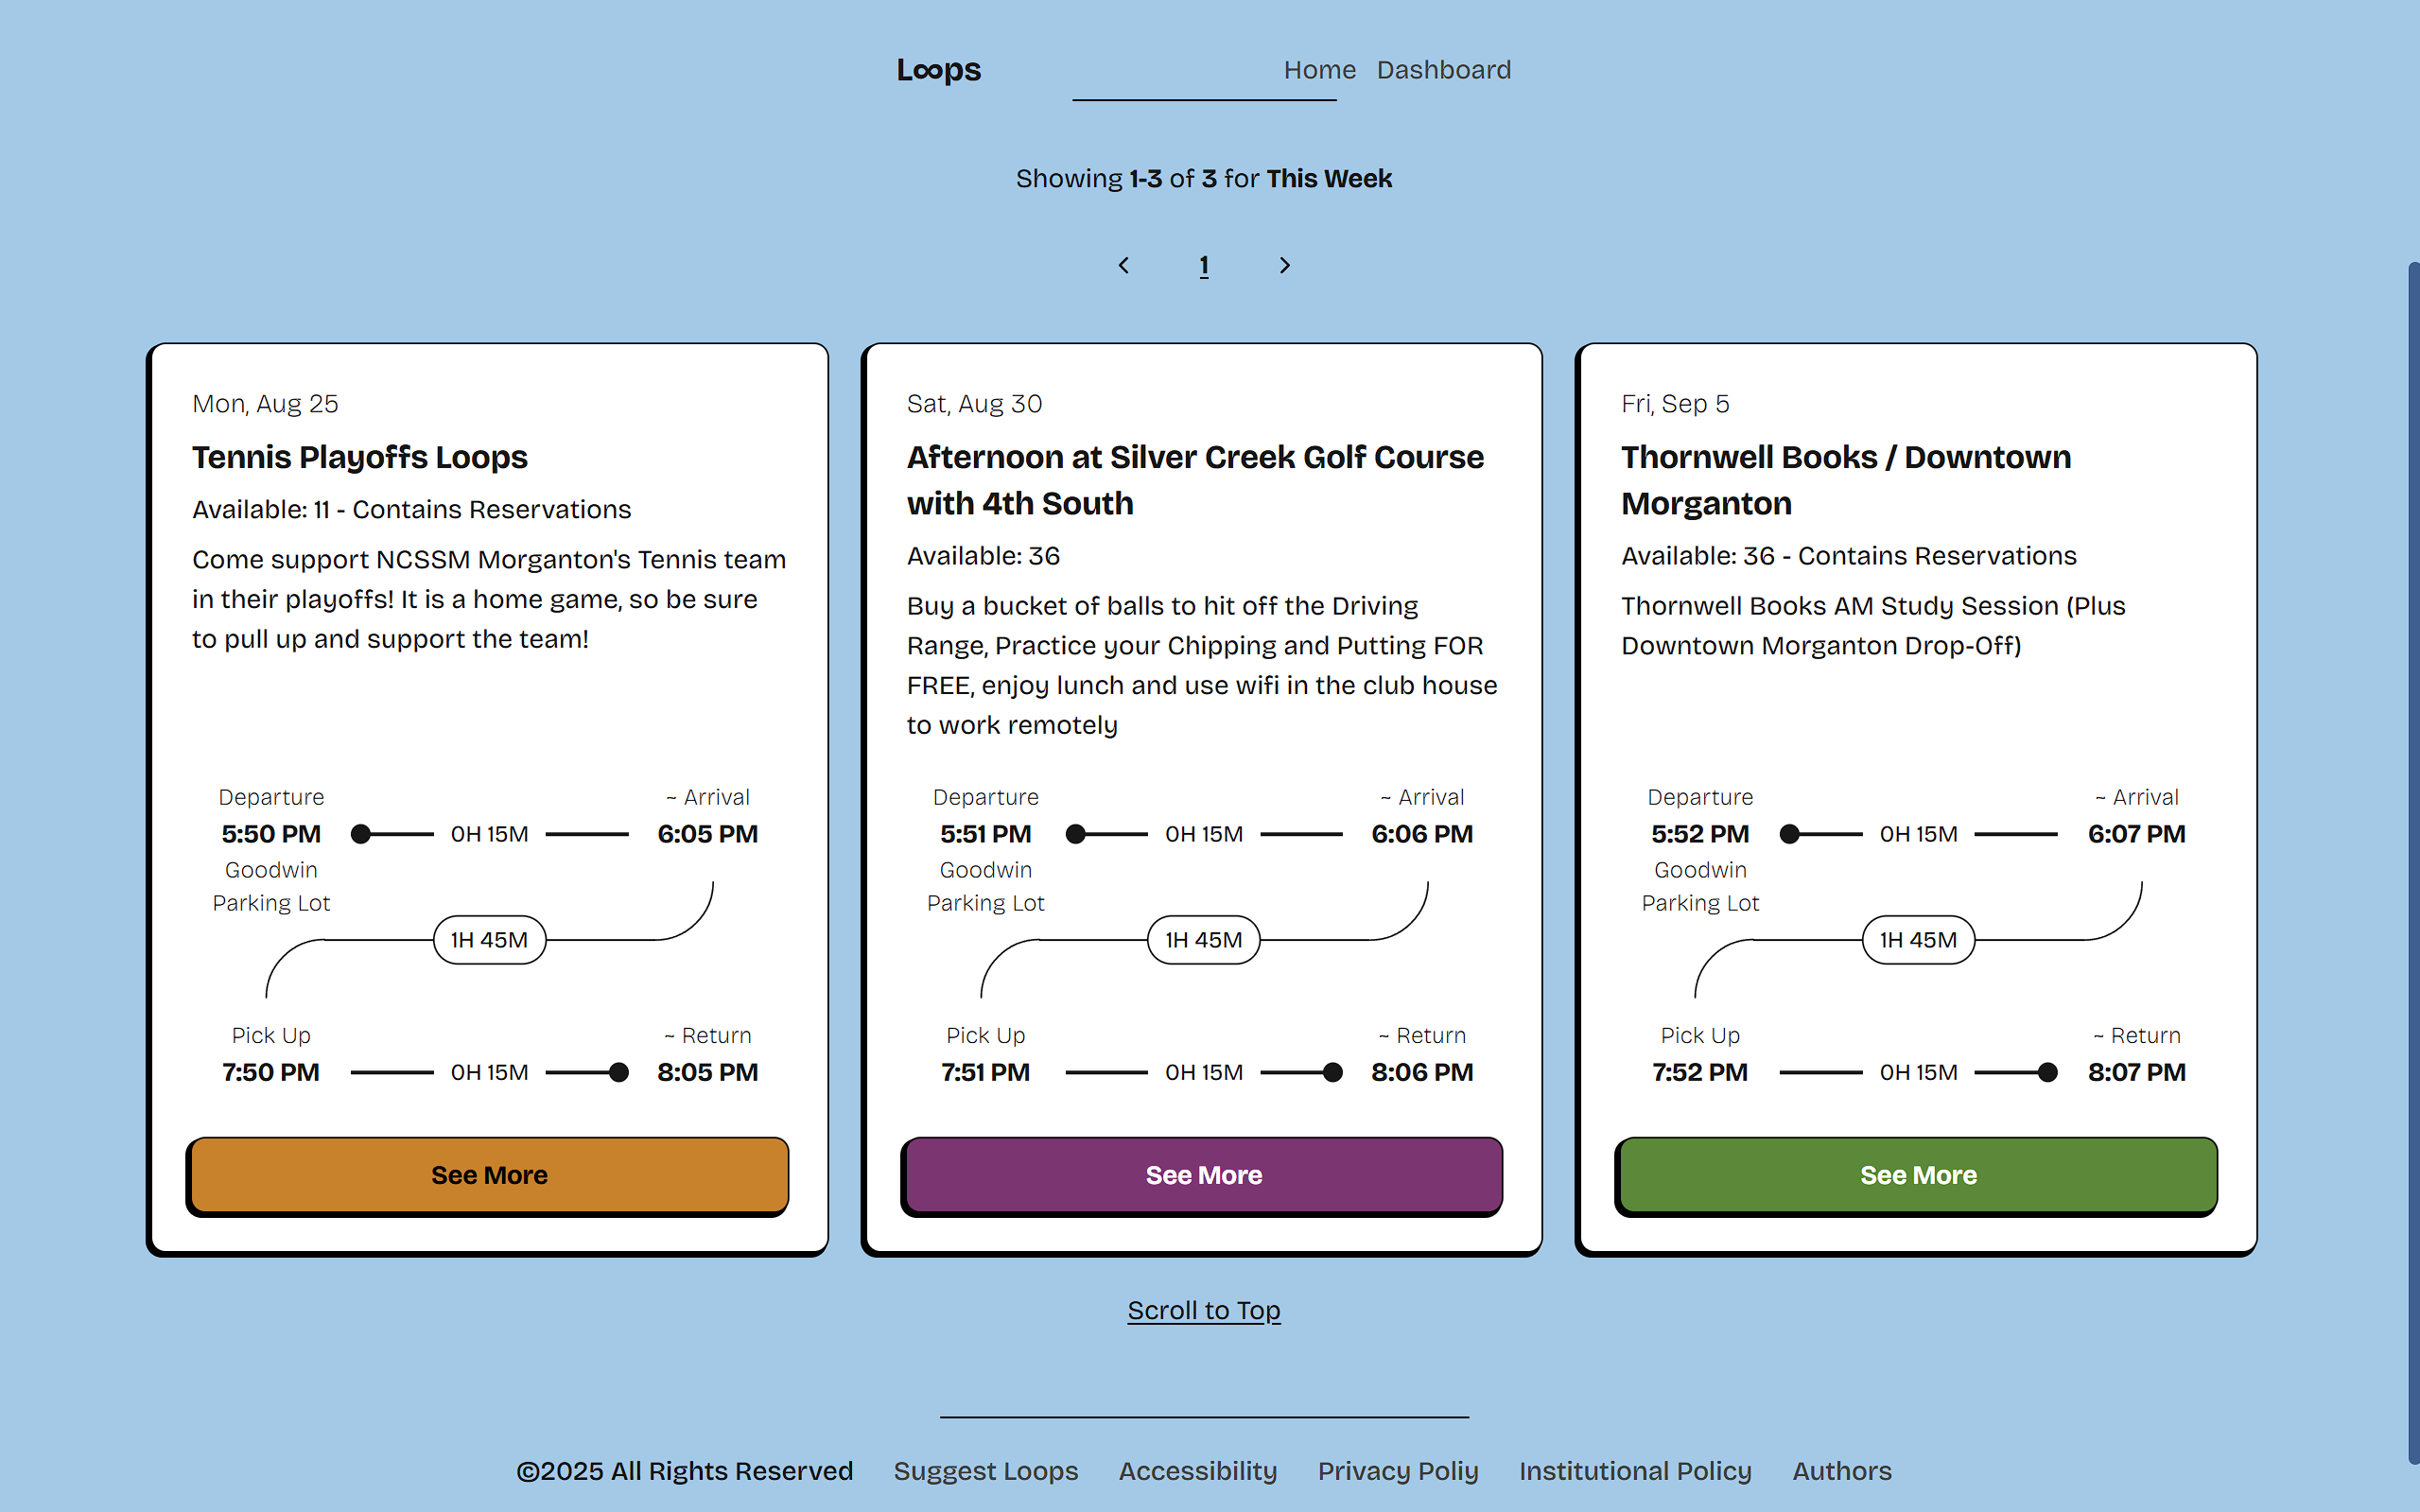 L∞ps Home Dashboard
Showing 1-3 of 3 for This Week
1
Mon, Aug 25
Tennis Playoffs Loops
Available: 11 - Contains Reservations
Come support NCSSM Morganton's Tennis team
in their playoffs! It is a home game, so be sure
to pull up and support the team!
Departure
5:50 PM
Goodwin
Parking Lot
0H 15M
~ Arrival
6:05 PM
1H 45M
Pick Up
7:50 PM
0H 15M
~ Return
8:05 PM
See More
Sat, Aug 30
Afternoon at Silver Creek Golf Course
with 4th South
Available: 36
Buy a bucket of balls to hit off the Driving
Range, Practice your Chipping and Putting FOR
FREE, enjoy lunch and use wifi in the club house
to work remotely
Departure
5:51 PM
Goodwin
Parking Lot
0H 15M
~ Arrival
6:06 PM
1H 45M
Pick Up
7:51 PM
0H 15M
~ Return
8:06 PM
See More
Fri, Sep 5
Thornwell Books / Downtown
Morganton
Available: 36 - Contains Reservations
Thornwell Books AM Study Session (Plus
Downtown Morganton Drop-Off)
Departure
5:52 PM
Goodwin
Parking Lot
0H 15M
~ Arrival
6:07 PM
1H 45M
Pick Up
7:52 PM
0H 15M
~ Return
8:07 PM
See More
Scroll to Top
©2025 All Rights Reserved Suggest Loops Accessibility Privacy Poliy Institutional Policy Authors